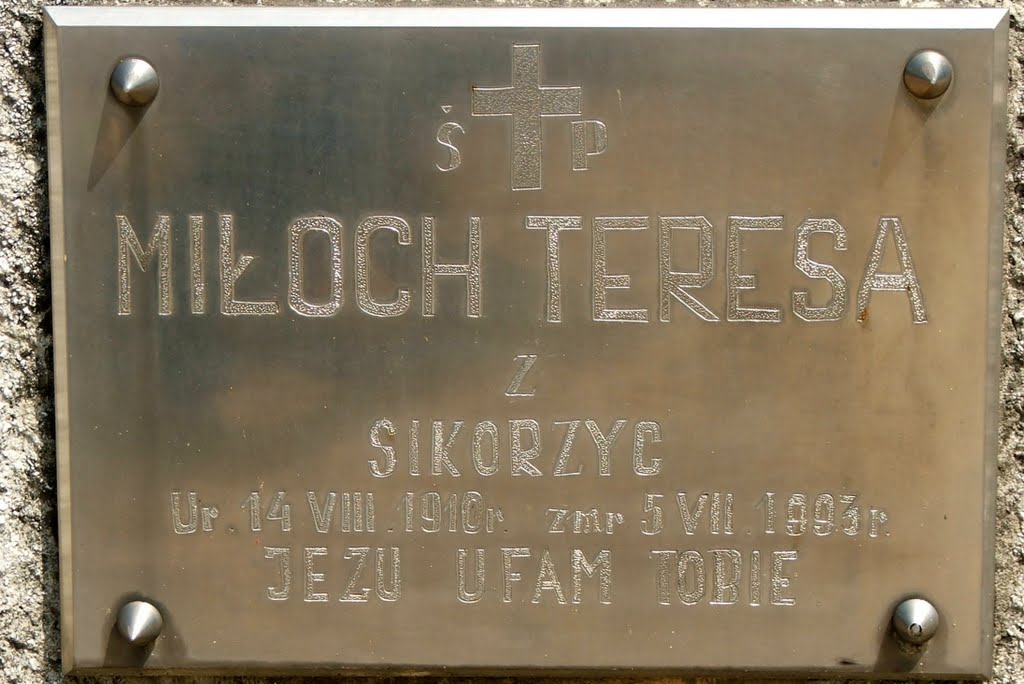 Š P
MIŁOCH TERESA
Z
SIKORZYC
Ur. 14 VIII. 1910r zmr 5 VII. 1993r.
JEZU UFAM TOBIE